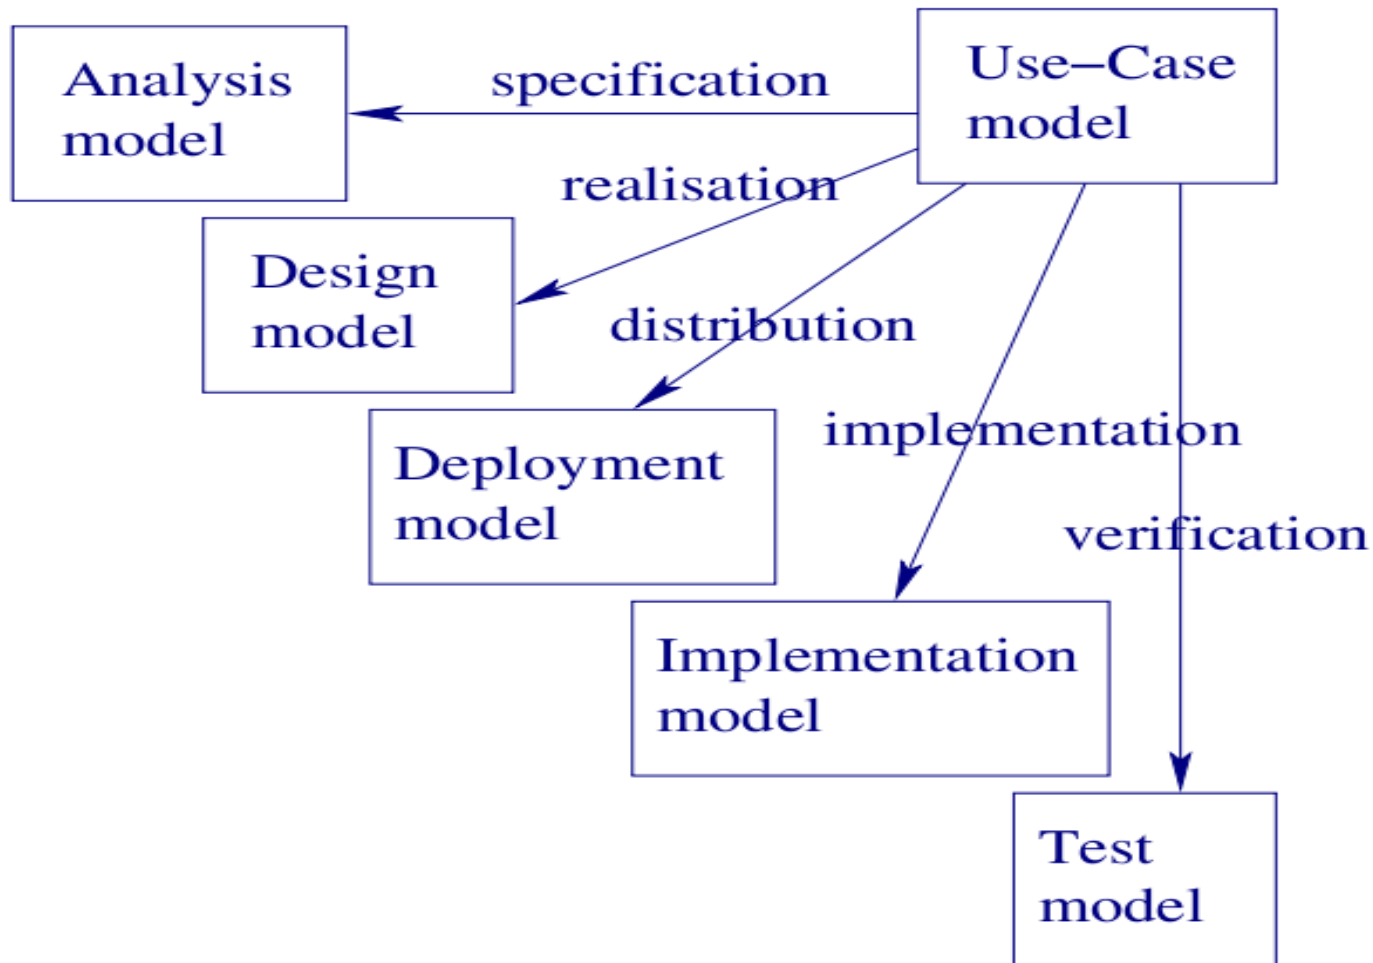 Analysis
model
specification
Use–Case
model
realisation
Design
model
distribution
Deployment
model
implementation
verification
Implementation
model
Test
model